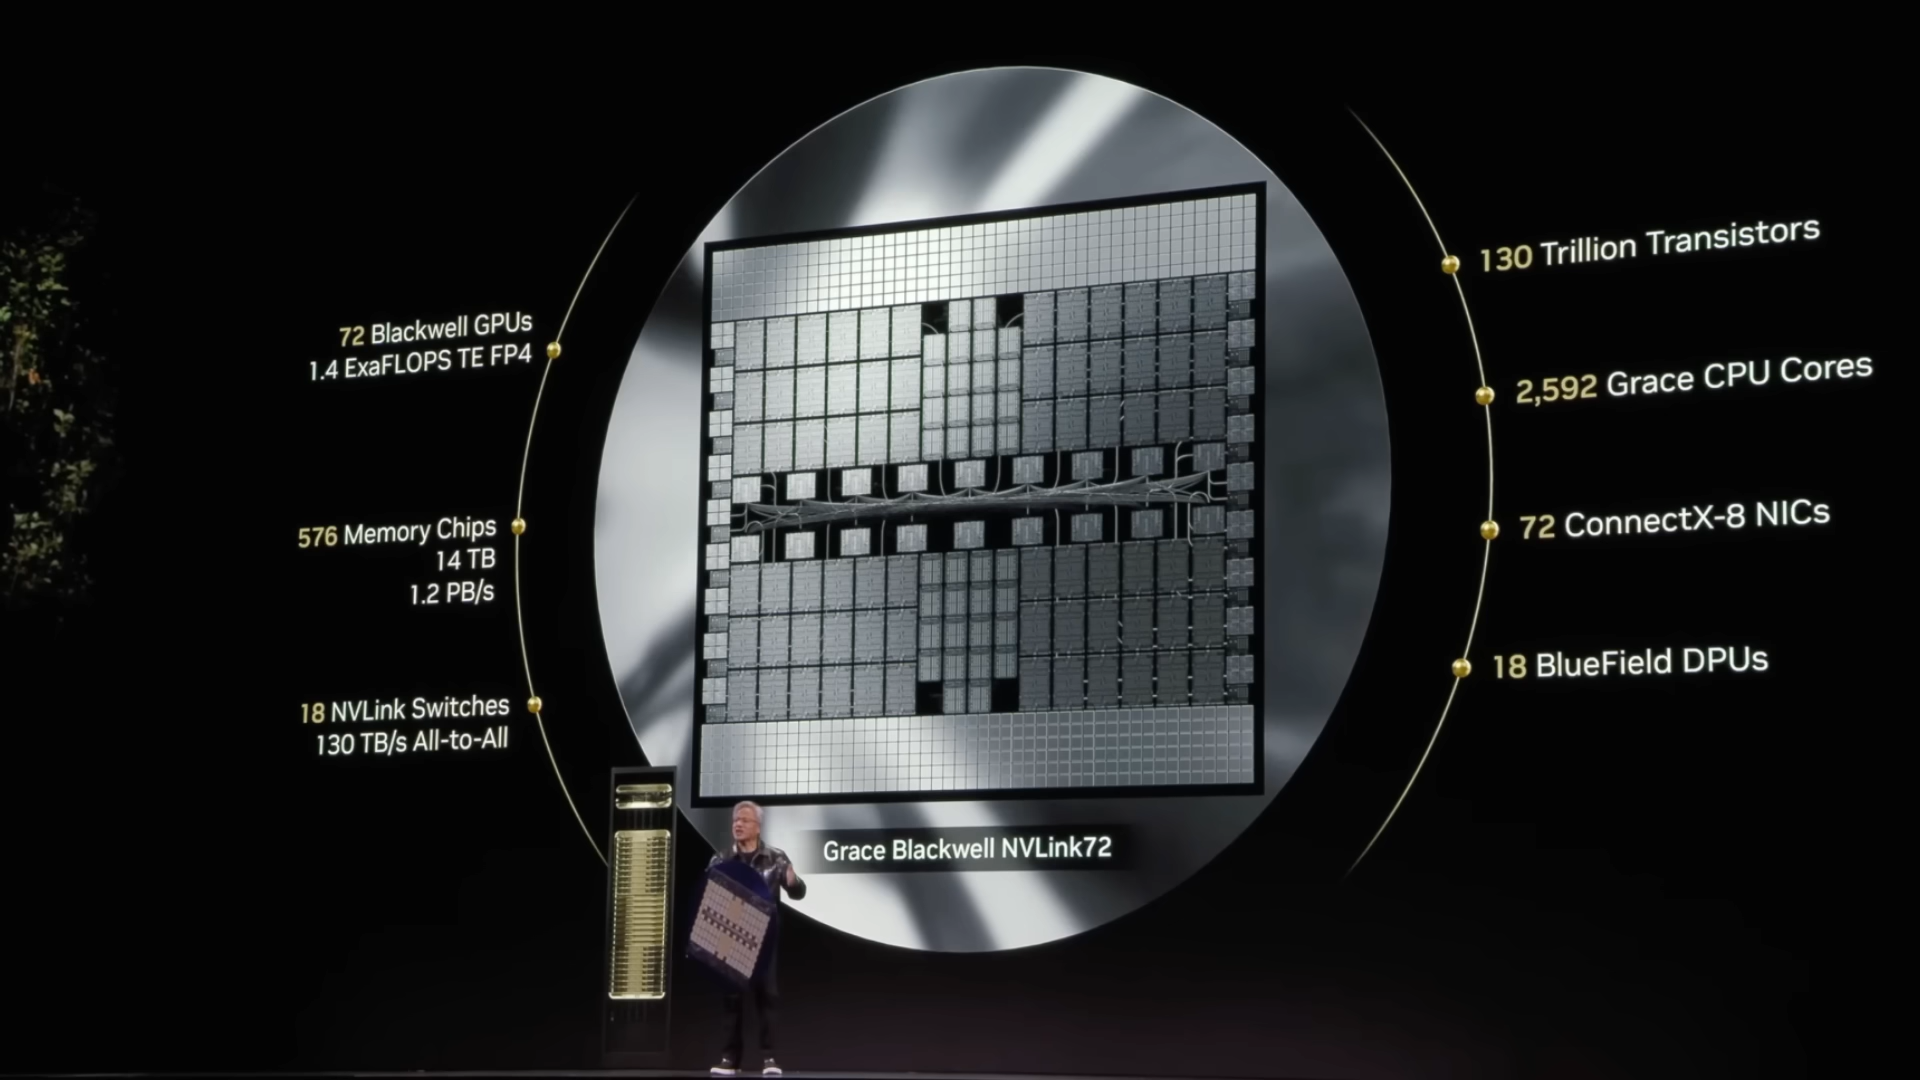 72 Blackwell GPUs
1.4 ExaFLOPS TE FP4
576 Memory Chips
14 TB
1.2 PB/s
18 NVLink Switches
130 TB/s All-to-All
130 Trillion Transistors
2,592 Grace CPU Cores
72 ConnectX-8 NICs
18 BlueField DPUs
Grace Blackwell NVLink72